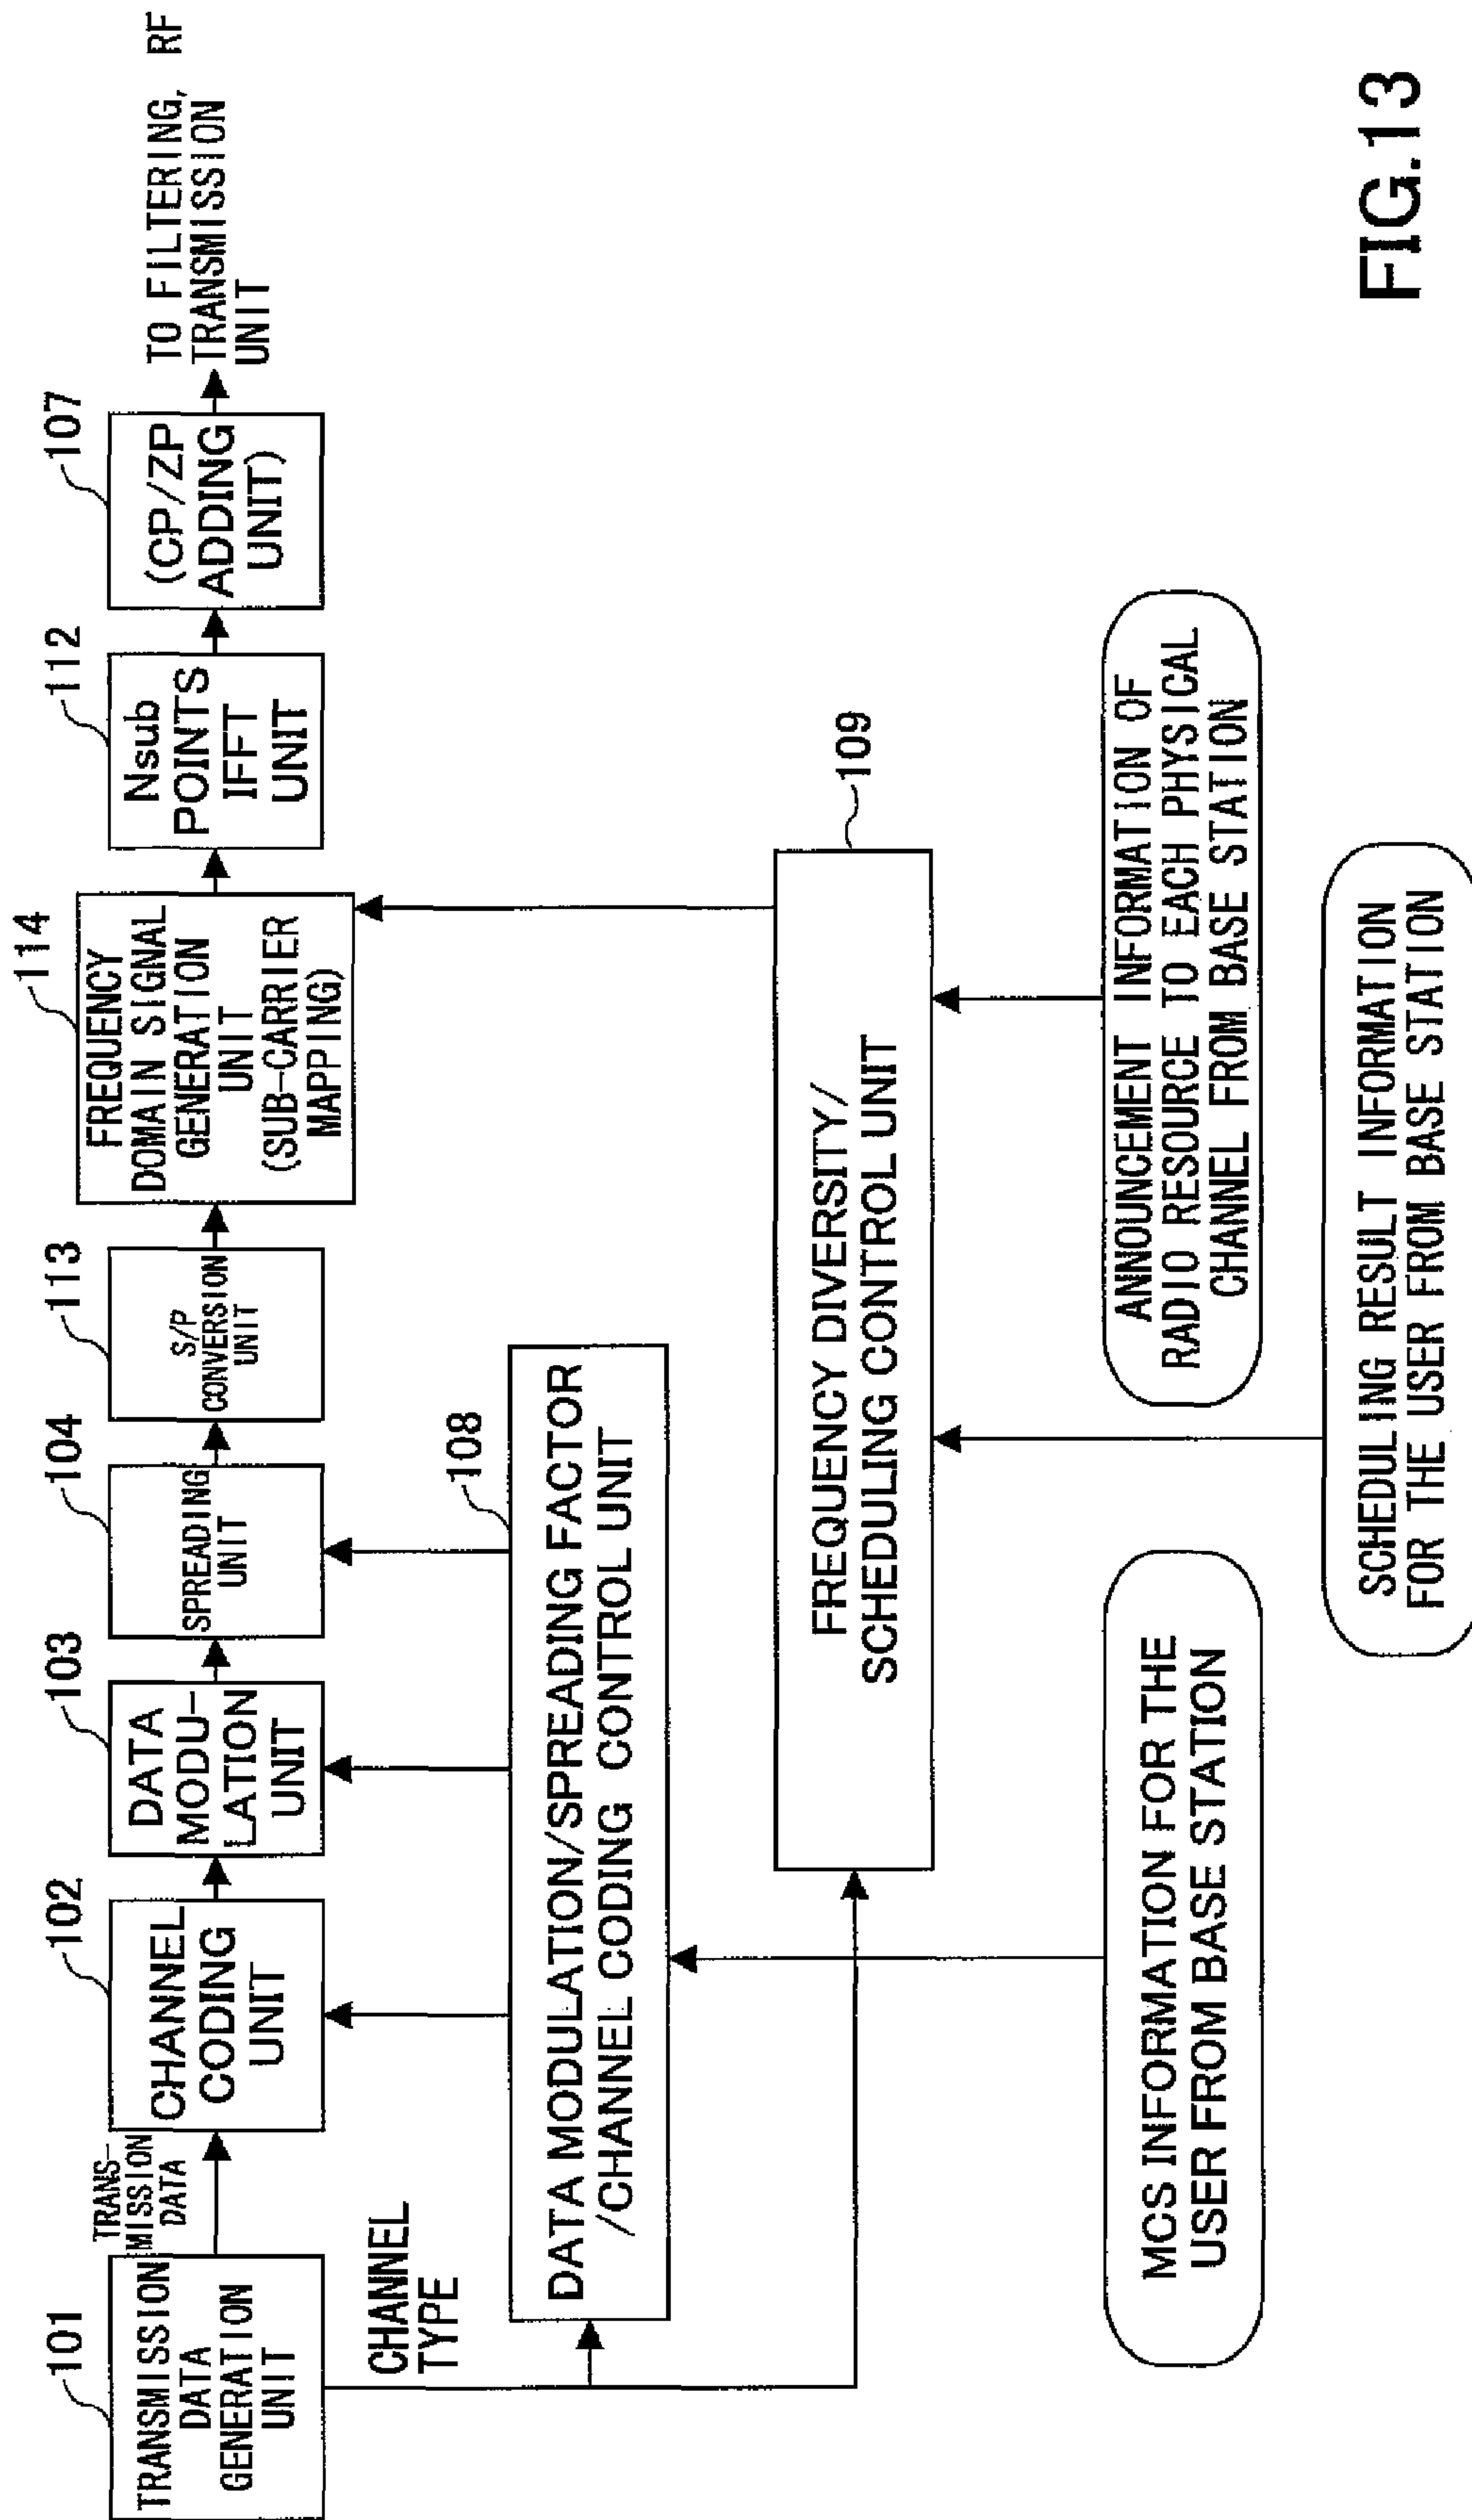 101
TRANSMISSION
DATA
GENERATION
UNIT
TRANS-
MISSION
DATA
CHANNEL
TYPE
102
CHANNEL
CODING
UNIT
103
DATA
MODU-
LATION
UNIT
104
SPREADING
UNIT
113
S/P
CONVERSION
UNIT
114
FREQUENCY
DOMAIN SIGNAL
GENERATION
UNIT
(SUB-CARRIER
MAPPING)
112
Nsub
POINTS
IFFT
UNIT
107
(CP/ZP
ADDING
UNIT)
TO FILTERING, RF
TRANSMISSION
UNIT
108
DATA MODULATION/SPREADING FACTOR
/CHANNEL CODING CONTROL UNIT
109
FREQUENCY DIVERSITY/
SCHEDULING CONTROL UNIT
MCS INFORMATION FOR THE
USER FROM BASE STATION
ANNOUNCEMENT INFORMATION OF
RADIO RESOURCE TO EACH PHYSICAL
CHANNEL FROM BASE STATION
SCHEDULING RESULT INFORMATION
FOR THE USER FROM BASE STATION
FIG.13